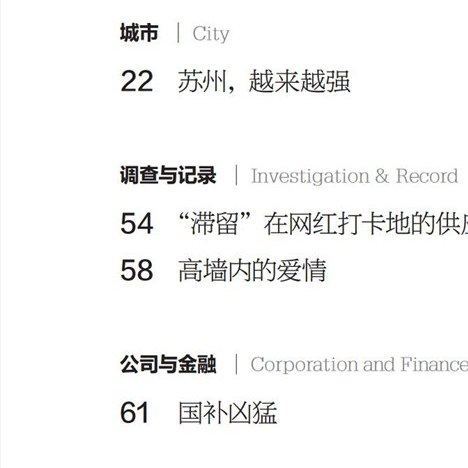 城市 | City
22 苏州，越来越强
调查与记录 | Investigation & Record
54 “滞留”在网红打卡地的供
58 高墙内的爱情
公司与金融 | Corporation and Finance
61 国补凶猛